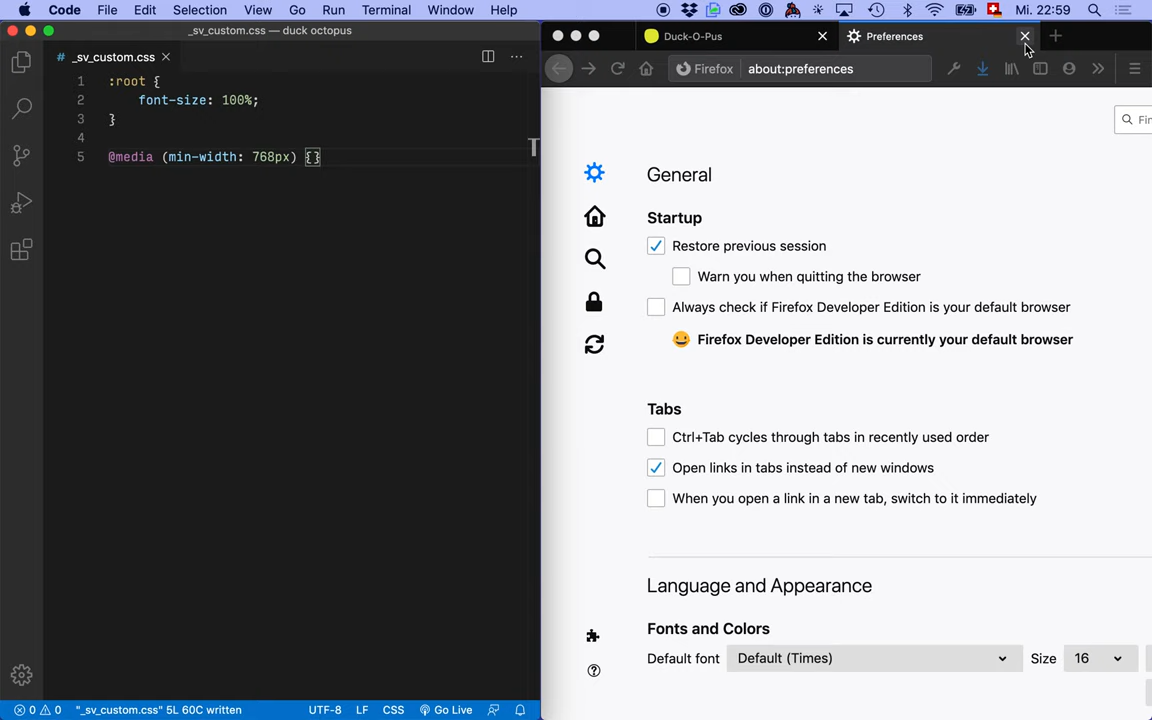 Code File Edit Selection View Go Run Terminal Window Help Mi. 22:59
_sv_custom.css — duck octopus
# _sv_custom.css
1 :root {
2 font-size: 100%;
3 }
4
5 @media (min-width: 768px) {}
0 0 "_sv_custom.css" 5L 60C written UTF-8 LF CSS Go Live
Duck-O-Pus Preferences
Firefox about:preferences
Fin
General
Startup
Restore previous session
Warn you when quitting the browser
Always check if Firefox Developer Edition is your default browser
Firefox Developer Edition is currently your default browser
Tabs
Ctrl+Tab cycles through tabs in recently used order
Open links in tabs instead of new windows
When you open a link in a new tab, switch to it immediately
Language and Appearance
Fonts and Colors
Default font Default (Times) Size 16